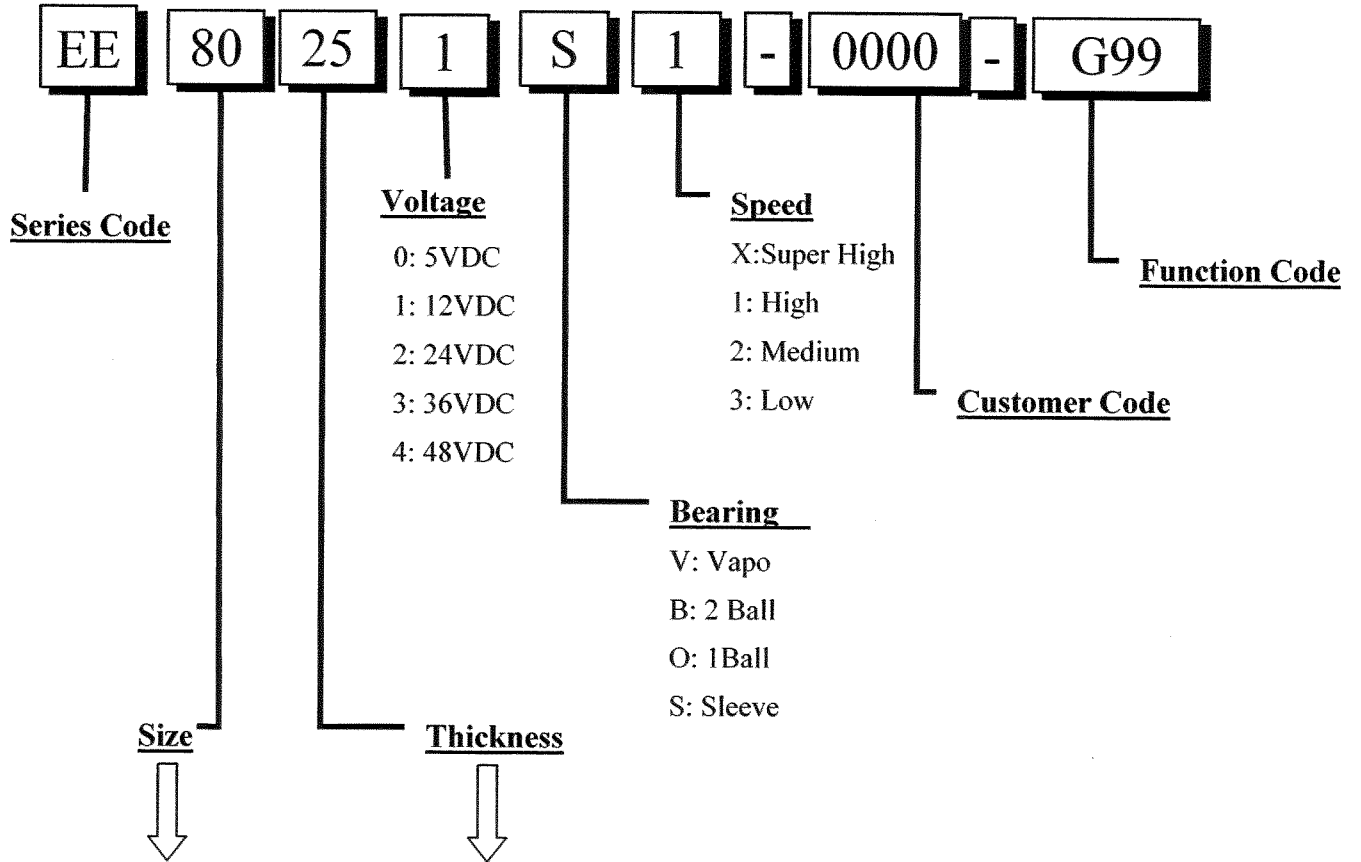 EE 80 25 1 S 1 - 0000 - G99
Series Code
Voltage
0: 5VDC
1: 12VDC
2: 24VDC
3: 36VDC
4: 48VDC
Speed
X:Super High
1: High
2: Medium
3: Low
Function Code
Customer Code
Bearing
V: Vapo
B: 2 Ball
O: 1Ball
S: Sleeve
Size
Thickness